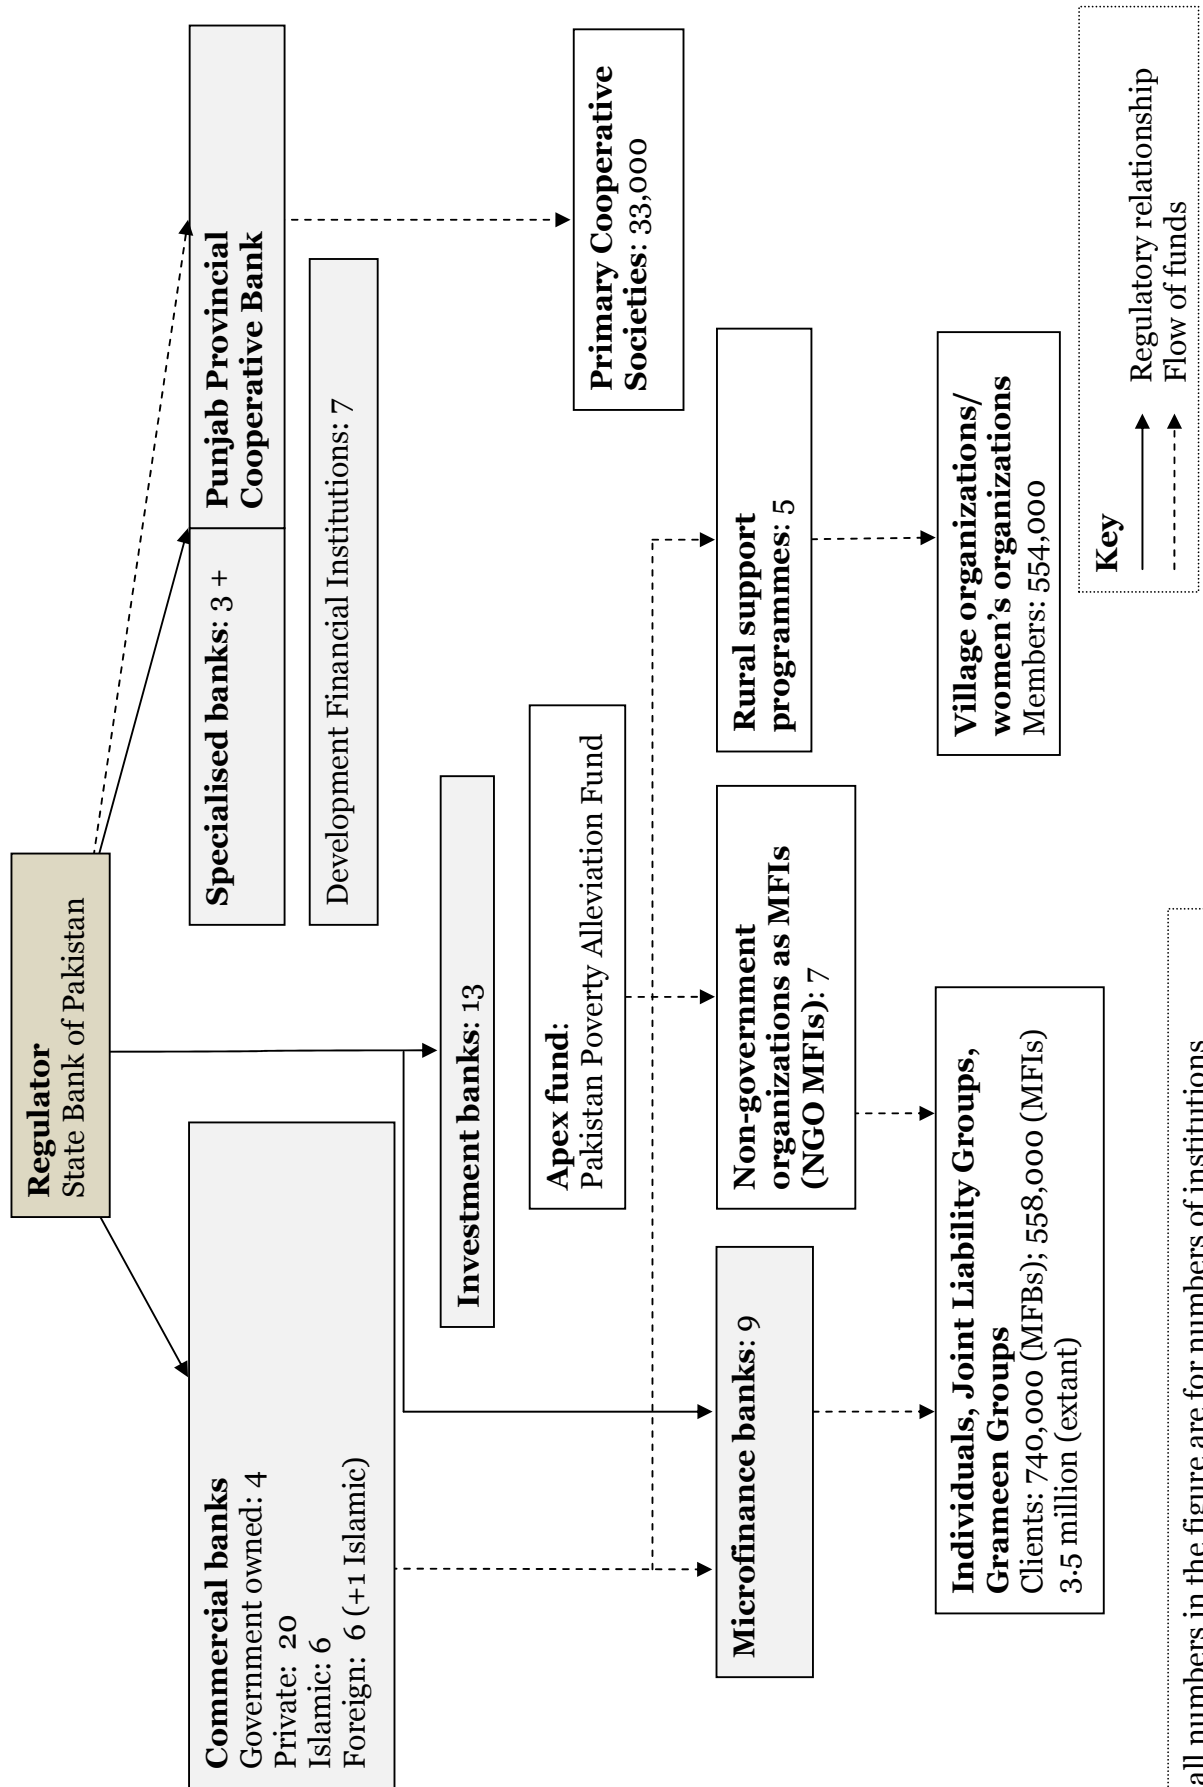 Regulator
State Bank of Pakistan
Commercial banks
Government owned: 4
Private: 20
Islamic: 6
Foreign: 6 (+1 Islamic)
Specialised banks: 3 +
Punjab Provincial
Cooperative Bank
Development Financial Institutions: 7
Investment banks: 13
Apex fund:
Pakistan Poverty Alleviation Fund
Primary Cooperative
Societies: 33,000
Microfinance banks: 9
Non-government
organizations as MFIs
(NGO MFIs): 7
Rural support
programmes: 5
Individuals, Joint Liability Groups,
Grameen Groups
Clients: 740,000 (MFBs); 558,000 (MFIs)
3.5 million (extant)
Village organizations/
women's organizations
Members: 554,000
Key
Regulatory relationship
Flow of funds
all numbers in the figure are for numbers of institutions